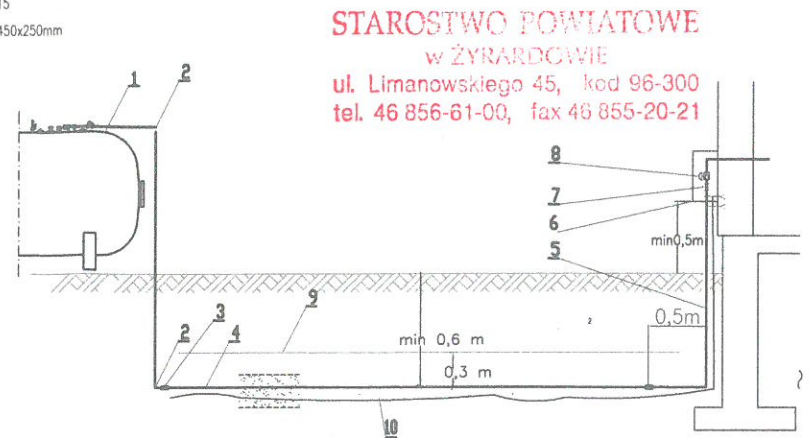 15
450x250mm
STAROSTWO POWIATOWE
w ŻYRARDOWIE
ul. Limanowskiego 45, kod 96-300
tel. 46 856-61-00, fax 46 855-20-21
1
2
8
7
6
min0,5m
5
9
0,5m
2
3
4
2
min 0,6 m
0,3 m
10